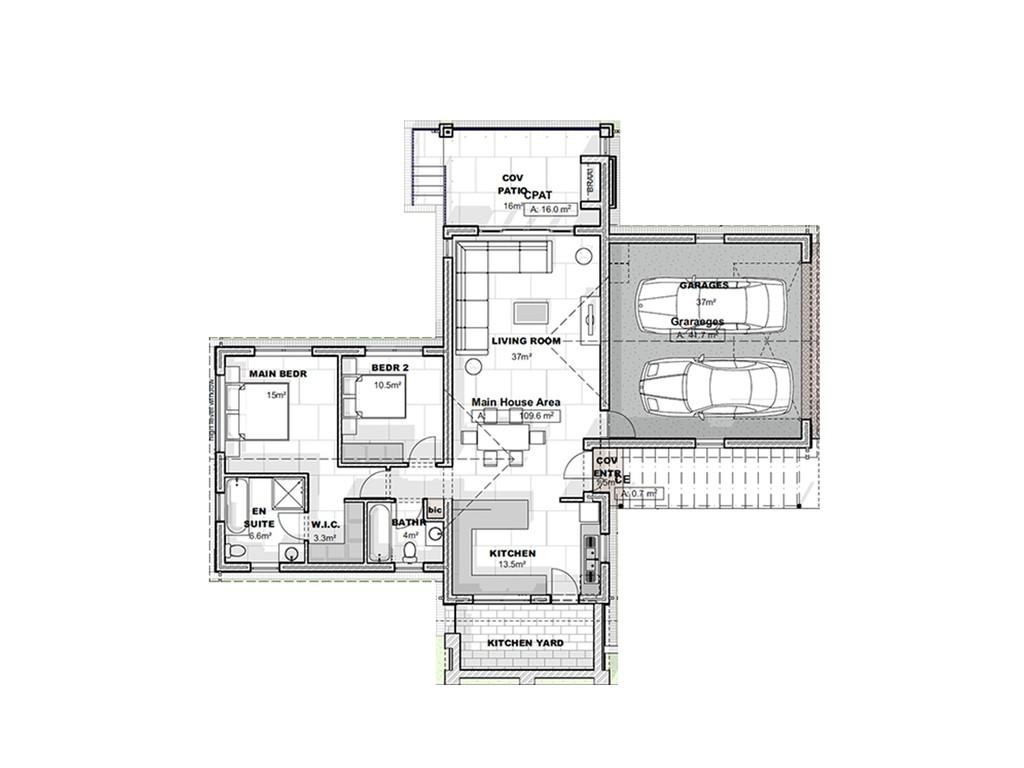 COV
PATIO
16m²
CPAT
A: 16.0 m²
BRAAI
GARAGES
37m²
Graraeges
A: 41.7 m²
LIVING ROOM
37m²
MAIN BEDR
15m²
BEDR 2
10.5m²
Main House Area
A: 109.6 m²
COV
ENTR
1.5m²
CE
A: 0.7 m²
EN
SUITE
6.6m²
W.I.C.
3.3m²
BATHR
4m²
bic
KITCHEN
13.5m²
KITCHEN YARD